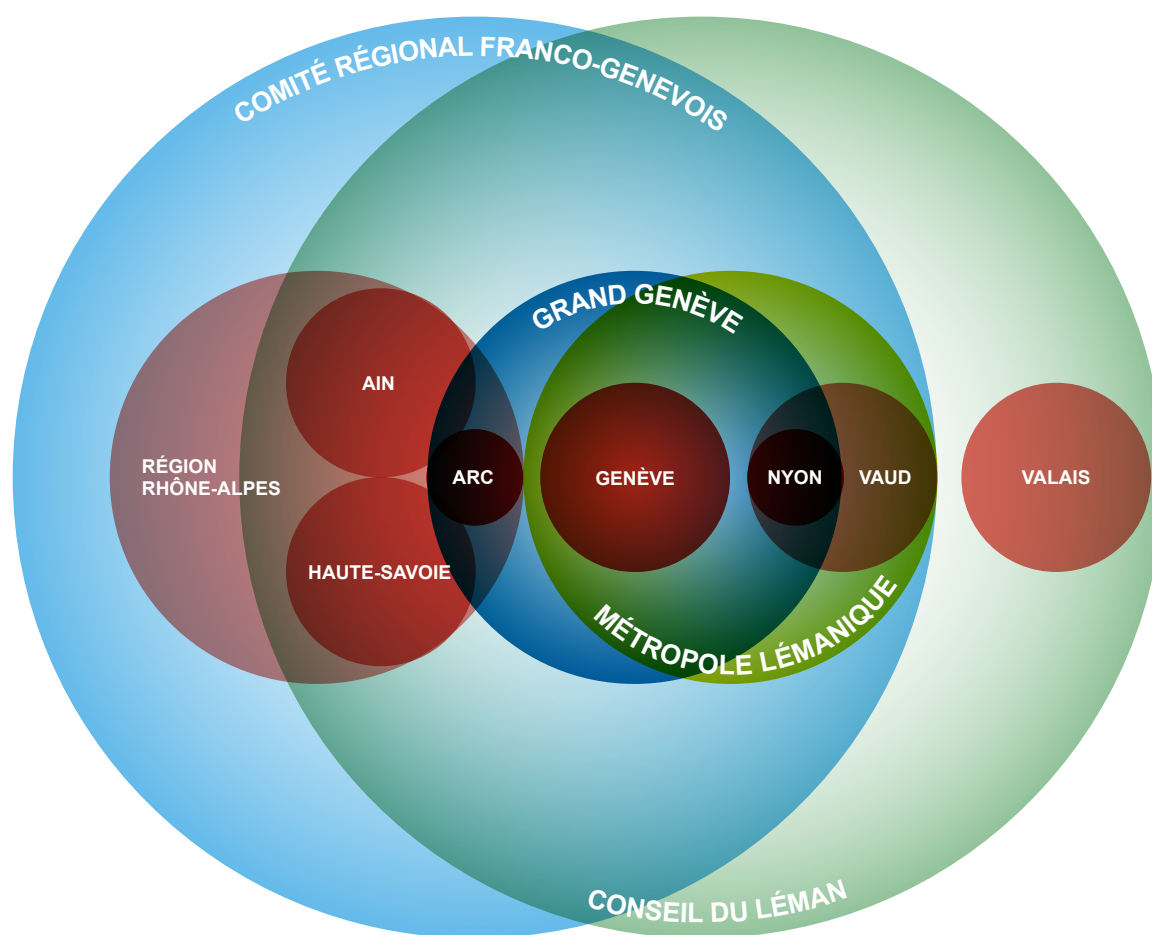 COMITÉ RÉGIONAL FRANCO-GENEVOIS
GRAND GENÈVE
AIN
RÉGION
RHÔNE-ALPES
ARC
GENÈVE
NYON
VAUD
VALAIS
HAUTE-SAVOIE
MÉTROPOLE LÉMANIQUE
CONSEIL DU LÉMAN